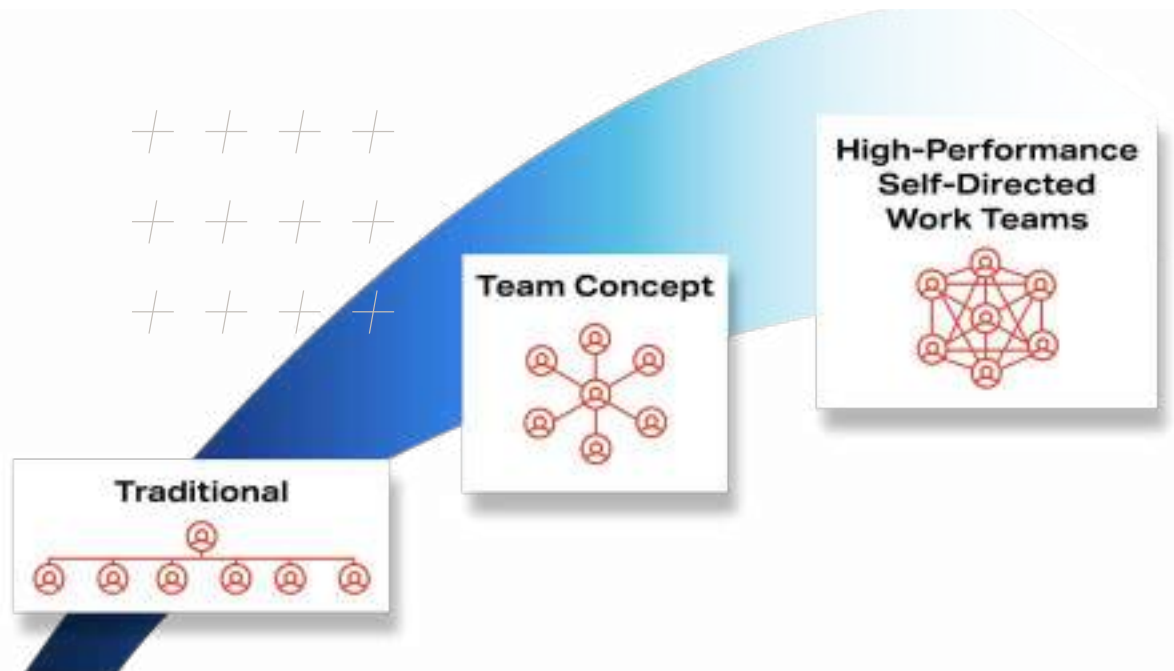 High-Performance
Self-Directed
Work Teams
Team Concept
Traditional